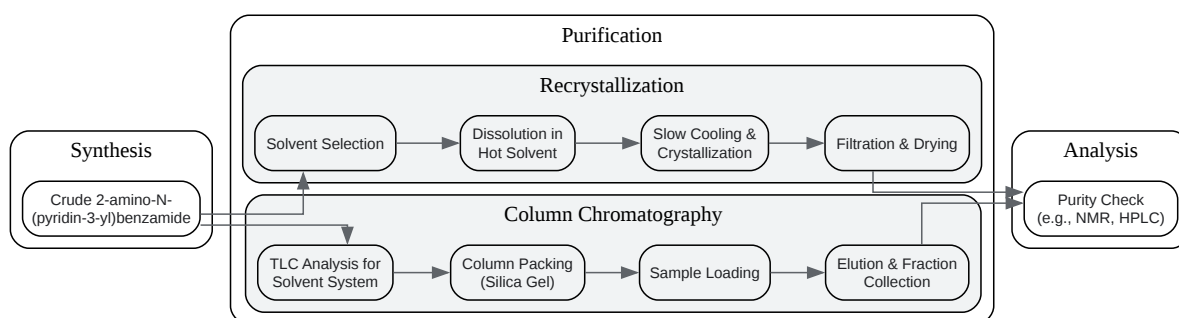 Purification
Recrystallization
Solvent Selection
Dissolution in
Hot Solvent
Slow Cooling &
Crystallization
Filtration & Drying
Synthesis
Crude 2-amino-N-
(pyridin-3-yl)benzamide
Analysis
Purity Check
(e.g., NMR, HPLC)
Column Chromatography
TLC Analysis for
Solvent System
Column Packing
(Silica Gel)
Sample Loading
Elution & Fraction
Collection